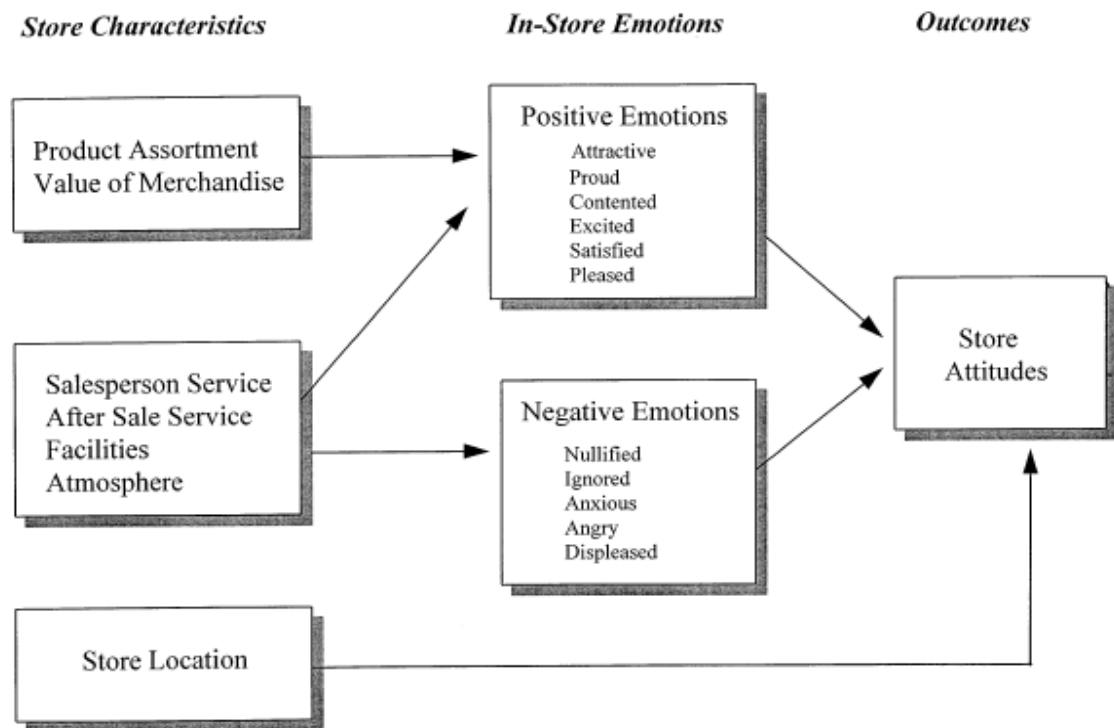 Store Characteristics
In-Store Emotions
Outcomes
Product Assortment
Value of Merchandise
Salesperson Service
After Sale Service
Facilities
Atmosphere
Store Location
Positive Emotions
Attractive
Proud
Contented
Excited
Satisfied
Pleased
Negative Emotions
Nullified
Ignored
Anxious
Angry
Displeased
Store
Attitudes